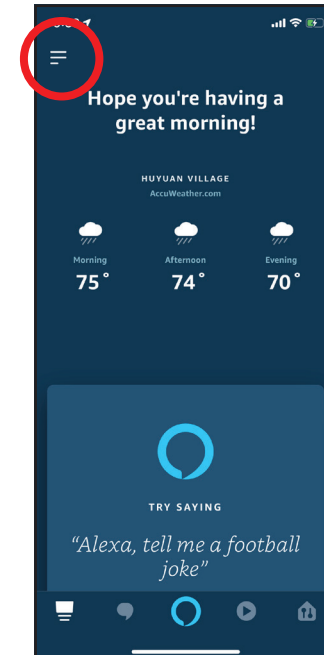 Hope you're having a
great morning!
HUYUAN VILLAGE
AccuWeather.com
Morning Afternoon Evening
75° 74° 70°
TRY SAYING
“Alexa, tell me a football
joke”